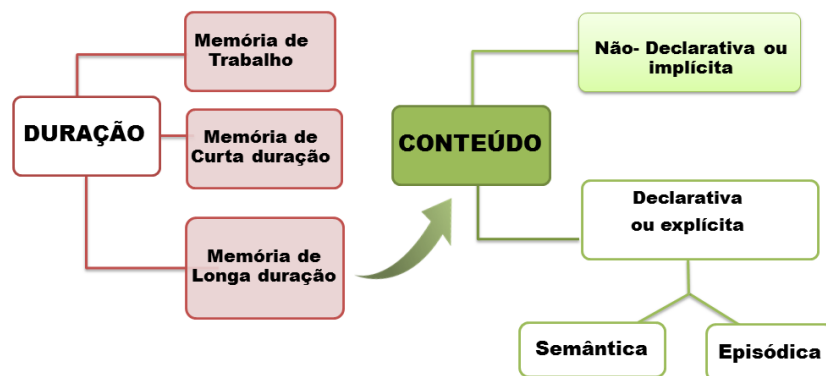 Memória de
Trabalho
DURAÇÃO
Memória de
Curta duração
Memória de
Longa duração
Não- Declarativa ou
implícita
CONTEÚDO
Declarativa
ou explícita
Semântica
Episódica